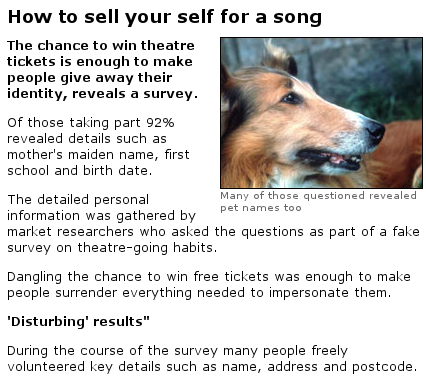 How to sell your self for a song
The chance to win theatre
tickets is enough to make
people give away their
identity, reveals a survey.
Of those taking part 92%
revealed details such as
mother's maiden name, first
school and birth date.
Many of those questioned revealed
pet names too
The detailed personal
information was gathered by
market researchers who asked the questions as part of a fake
survey on theatre-going habits.
Dangling the chance to win free tickets was enough to make
people surrender everything needed to impersonate them.
'Disturbing' results"
During the course of the survey many people freely
volunteered key details such as name, address and postcode.